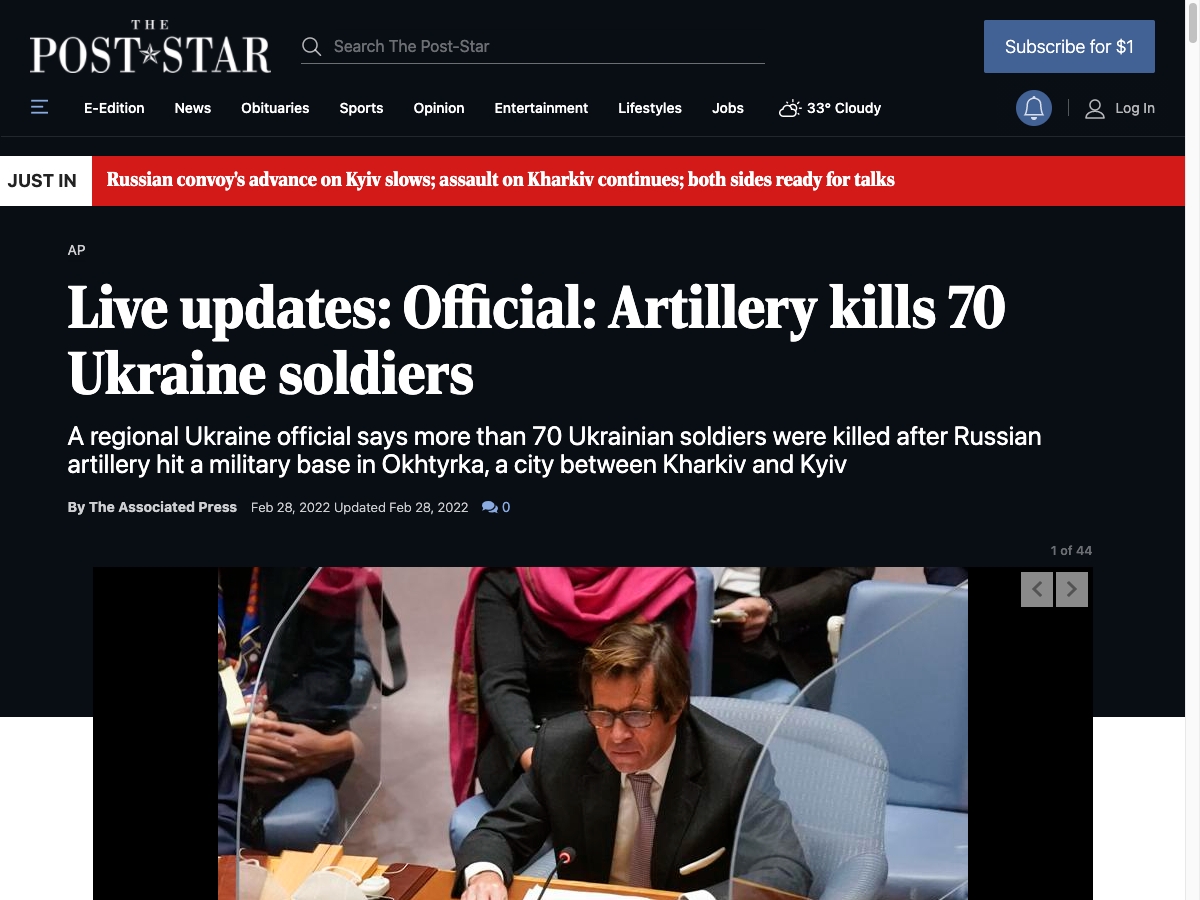 THE
POST★STAR
Search The Post-Star
Subscribe for $1
E-Edition News Obituaries Sports Opinion Entertainment Lifestyles Jobs 33° Cloudy Log In
JUST IN Russian convoy's advance on Kyiv slows; assault on Kharkiv continues; both sides ready for talks
AP
Live updates: Official: Artillery kills 70
Ukraine soldiers
A regional Ukraine official says more than 70 Ukrainian soldiers were killed after Russian
artillery hit a military base in Okhtyrka, a city between Kharkiv and Kyiv
By The Associated Press Feb 28, 2022 Updated Feb 28, 2022 0
1 of 44